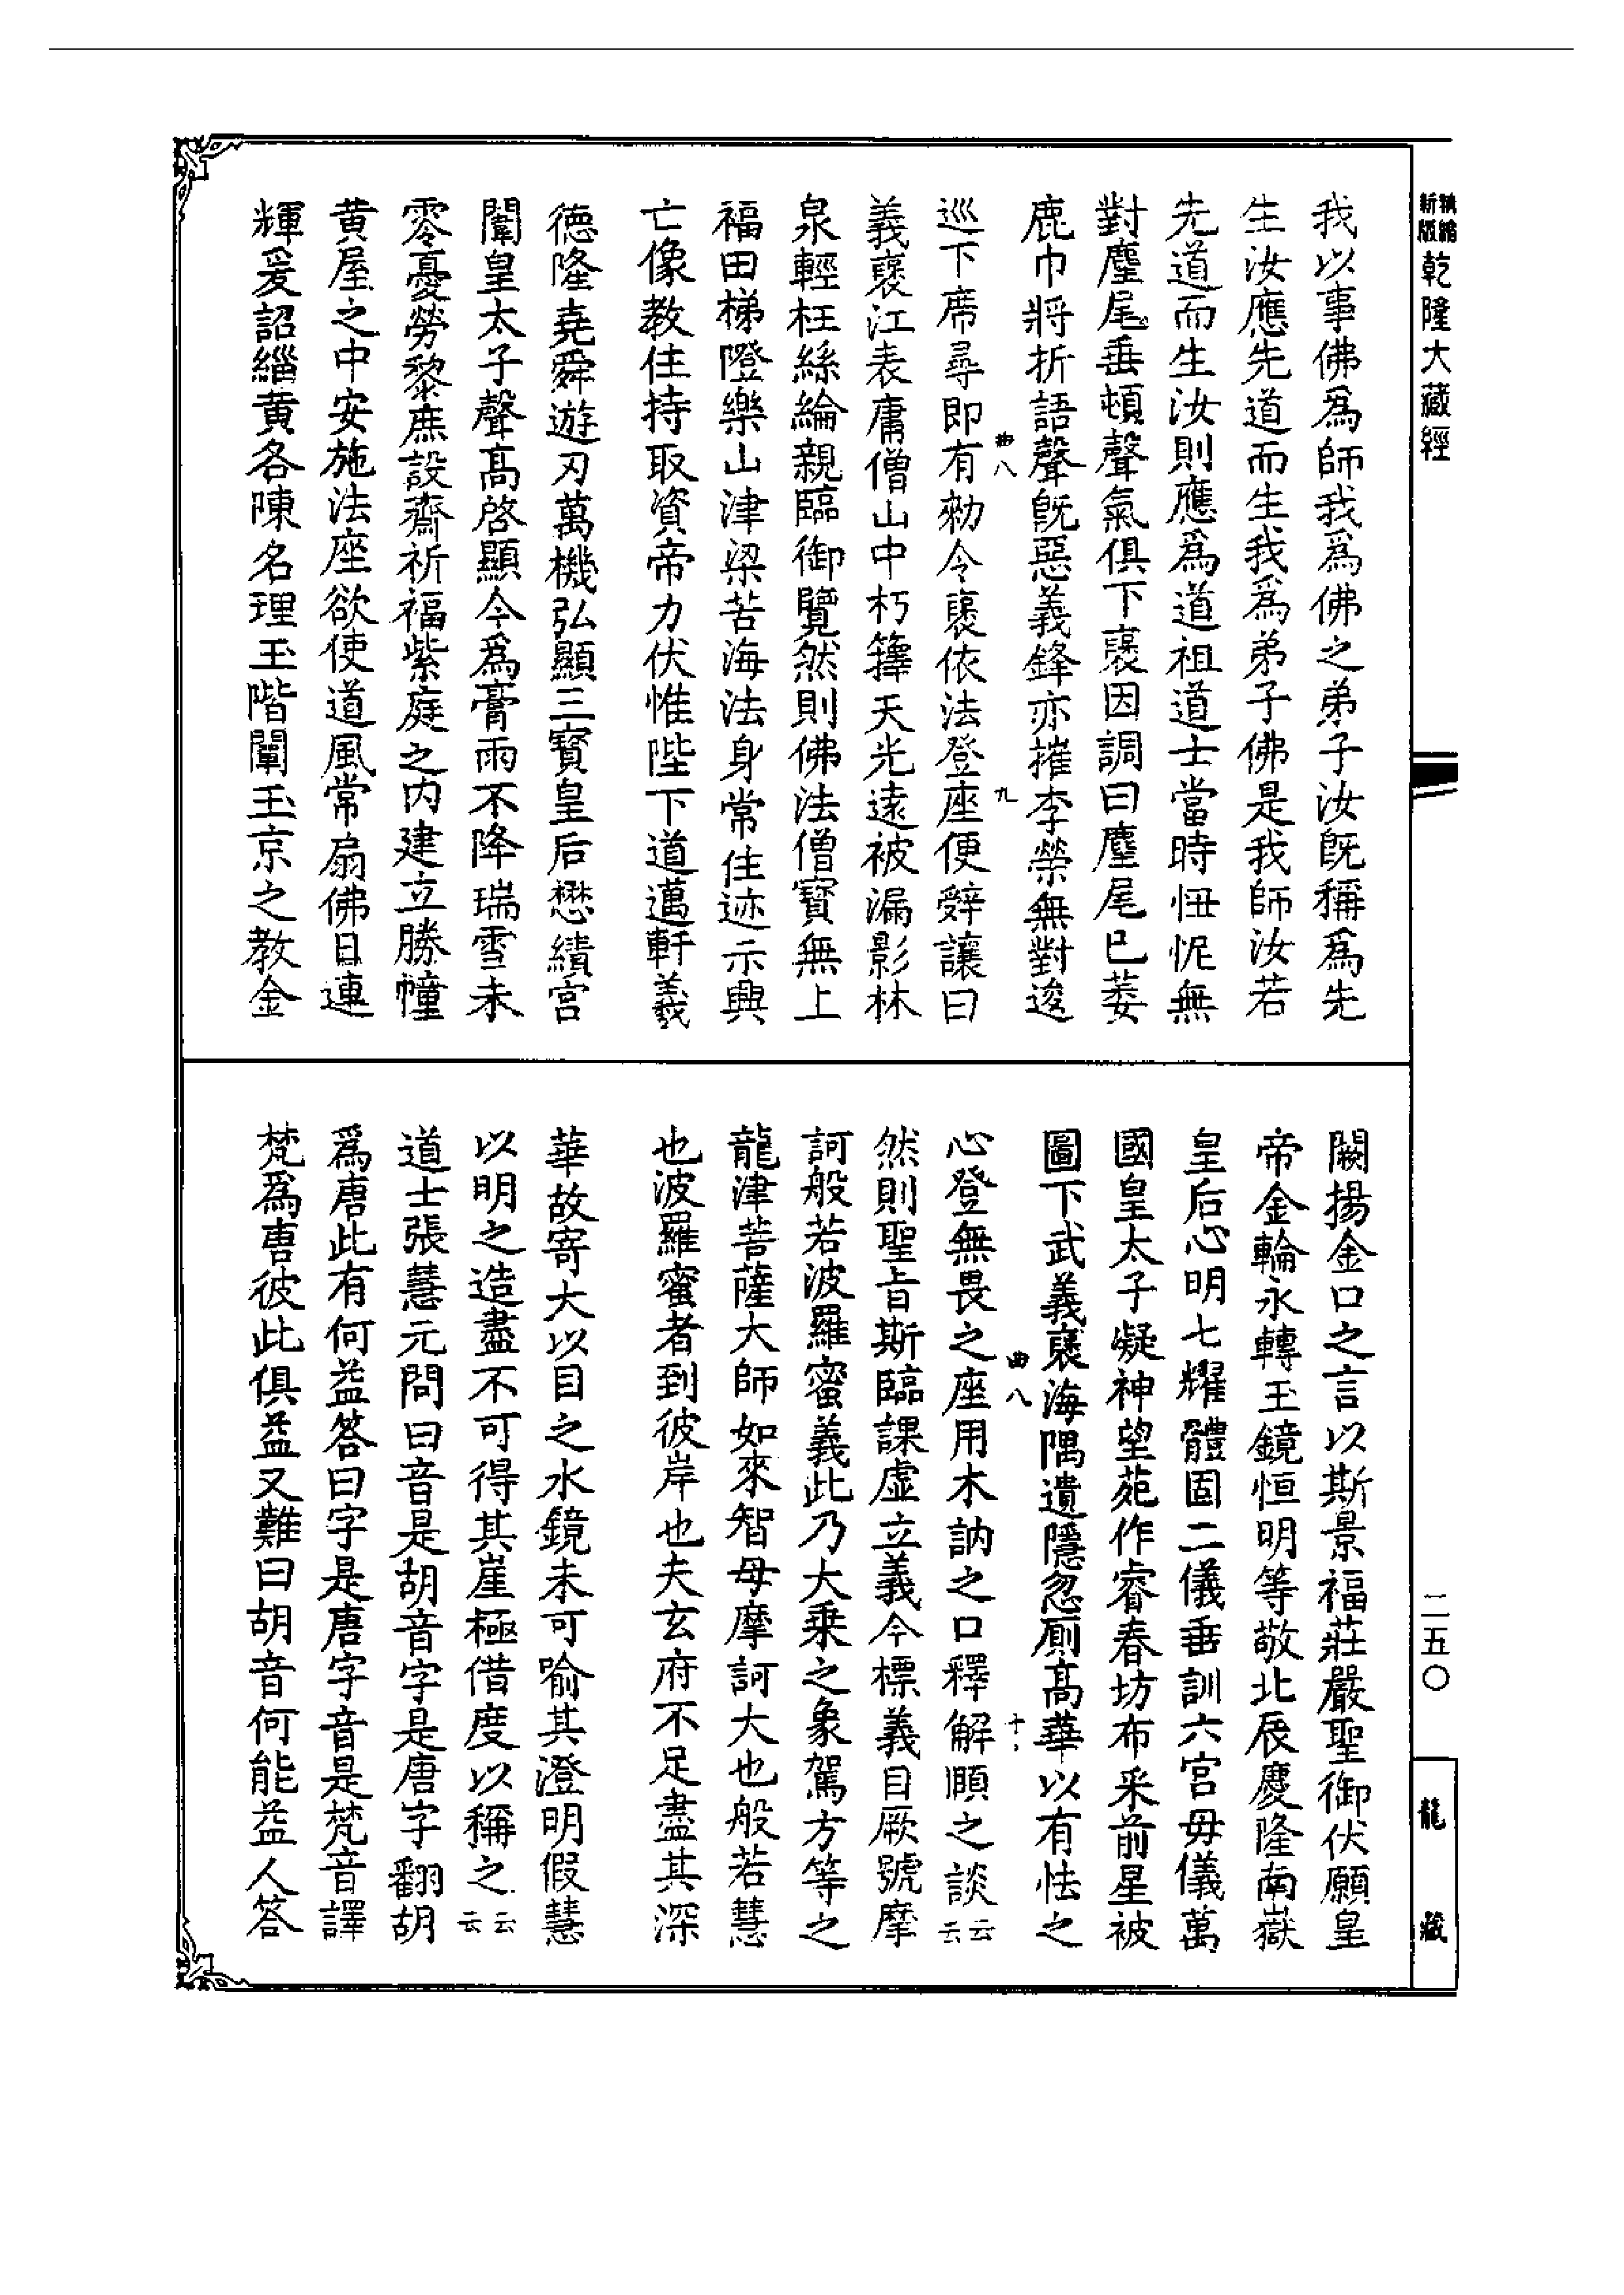 新版精縮乾隆大藏經
我以事佛為師我為佛之弟子汝既稱為先
生汝應先道而生我為弟子佛是我師汝若
先道而生汝則應為道祖道士當時忸怩無
對麈尾垂頓聲氣俱下褒因調曰麈尾已萎
鹿巾將折語聲既惡義鋒亦摧李榮無對逡
曲八
九
巡下席尋即有勑令褒依法登座便辭讓曰
義褒江表庸僧山中朽籜天光遠被漏影林
泉輕枉絲綸親臨御覽然則佛法僧寶無上
福田梯隥樂山津梁苦海法身常住迹示興
亡像教住持取資帝力伏惟陛下道邁軒羲
德隆堯舜遊刃萬機弘顯三寶皇后懋績宮
闈皇太子聲高啓顯今為膏雨不降瑞雪未
零憂勞黎庶設齋祈福紫庭之內建立勝幢
黃屋之中安施法座欲使道風常扇佛日連
輝爰詔緇黃各陳名理玉階闡玉京之教金
闕揚金口之言以斯景福莊嚴聖御伏願皇
帝金輪永轉玉鏡恒明等敬北辰慶隆南嶽
皇后心明七耀體固二儀垂訓六宮母儀萬
國皇太子凝神望苑作睿春坊布釆前星被
圖下武義褒海隅遺隱忽厠高華以有怯之
曲八
十
心登無畏之座用木訥之口釋解頤之談云云
然則聖旨斯臨課虛立義今標義目厥號摩
訶般若波羅蜜義此乃大乘之象駕方等之
龍津菩薩大師如來智母摩訶大也般若慧
也波羅蜜者到彼岸也夫玄府不足盡其深
華故寄大以目之水鏡未可喻其澄明假慧
以明之造盡不可得其崖極借度以稱之云云
道士張慧元問曰音是胡音字是唐字翻胡
為唐此有何益答曰字是唐字音是梵音譯
梵為唐彼此俱益又難曰胡音何能益人答
二五〇
龍藏